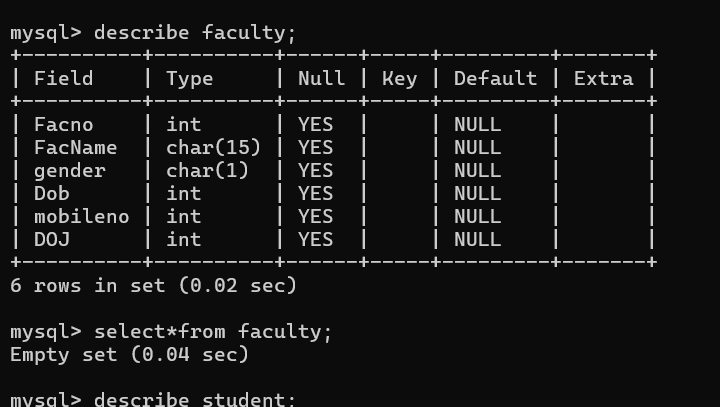 mysql> describe faculty;
+----------+----------+------+-----+---------+-------+
| Field    | Type     | Null | Key | Default | Extra |
+----------+----------+------+-----+---------+-------+
| Facno    | int      | YES  |     | NULL    |       |
| FacName  | char(15) | YES  |     | NULL    |       |
| gender   | char(1)  | YES  |     | NULL    |       |
| Dob      | int      | YES  |     | NULL    |       |
| mobileno | int      | YES  |     | NULL    |       |
| DOJ      | int      | YES  |     | NULL    |       |
+----------+----------+------+-----+---------+-------+
6 rows in set (0.02 sec)
mysql> select*from faculty;
Empty set (0.04 sec)
mysql> describe student;